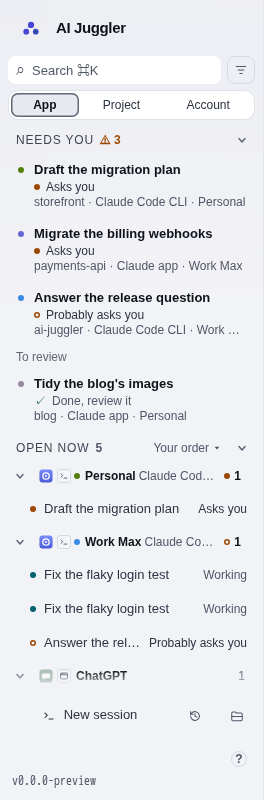 AI Juggler
Search ⌘K
App Project Account
NEEDS YOU 3
Draft the migration plan
Asks you
storefront · Claude Code CLI · Personal
Migrate the billing webhooks
Asks you
payments-api · Claude app · Work Max
Answer the release question
Probably asks you
ai-juggler · Claude Code CLI · Work …
To review
Tidy the blog's images
✓ Done, review it
blog · Claude app · Personal
OPEN NOW 5 Your order
Personal Claude Cod… 1
Draft the migration plan Asks you
Work Max Claude Co… 1
Fix the flaky login test Working
Fix the flaky login test Working
Answer the rel… Probably asks you
ChatGPT 1
New session
?
v0.0.0-preview